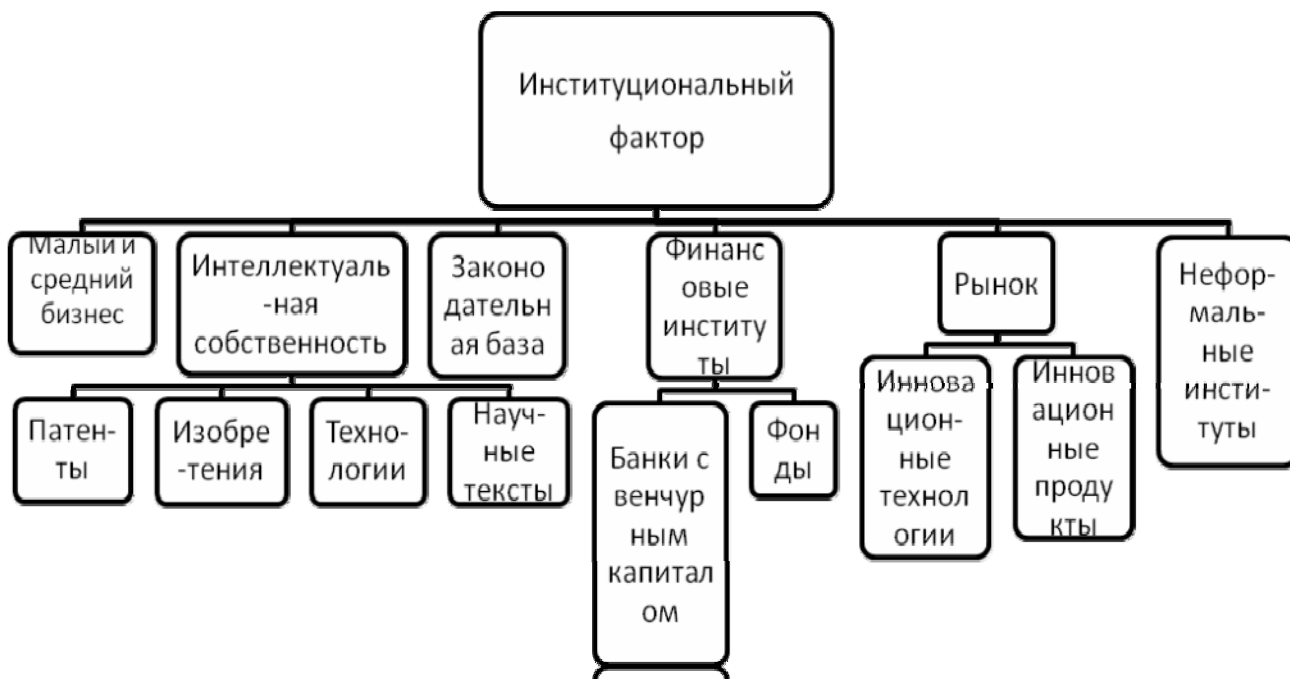 Институциональный
фактор
Малый и
средний
бизнес
Интеллектуаль
-ная
собственность
Законо
дательн
ая база
Финанс
овые
институ
ты
Рынок
Нефор-
маль-
ные
инсти-
туты
Патен-
ты
Изобре
-тения
Техно-
логии
Науч-
ные
тексты
Банки с
венчур
ным
капитал
ом
Фон
ды
Иннова
цион-
ные
технол
огии
Иннов
ацион
ные
проду
кты